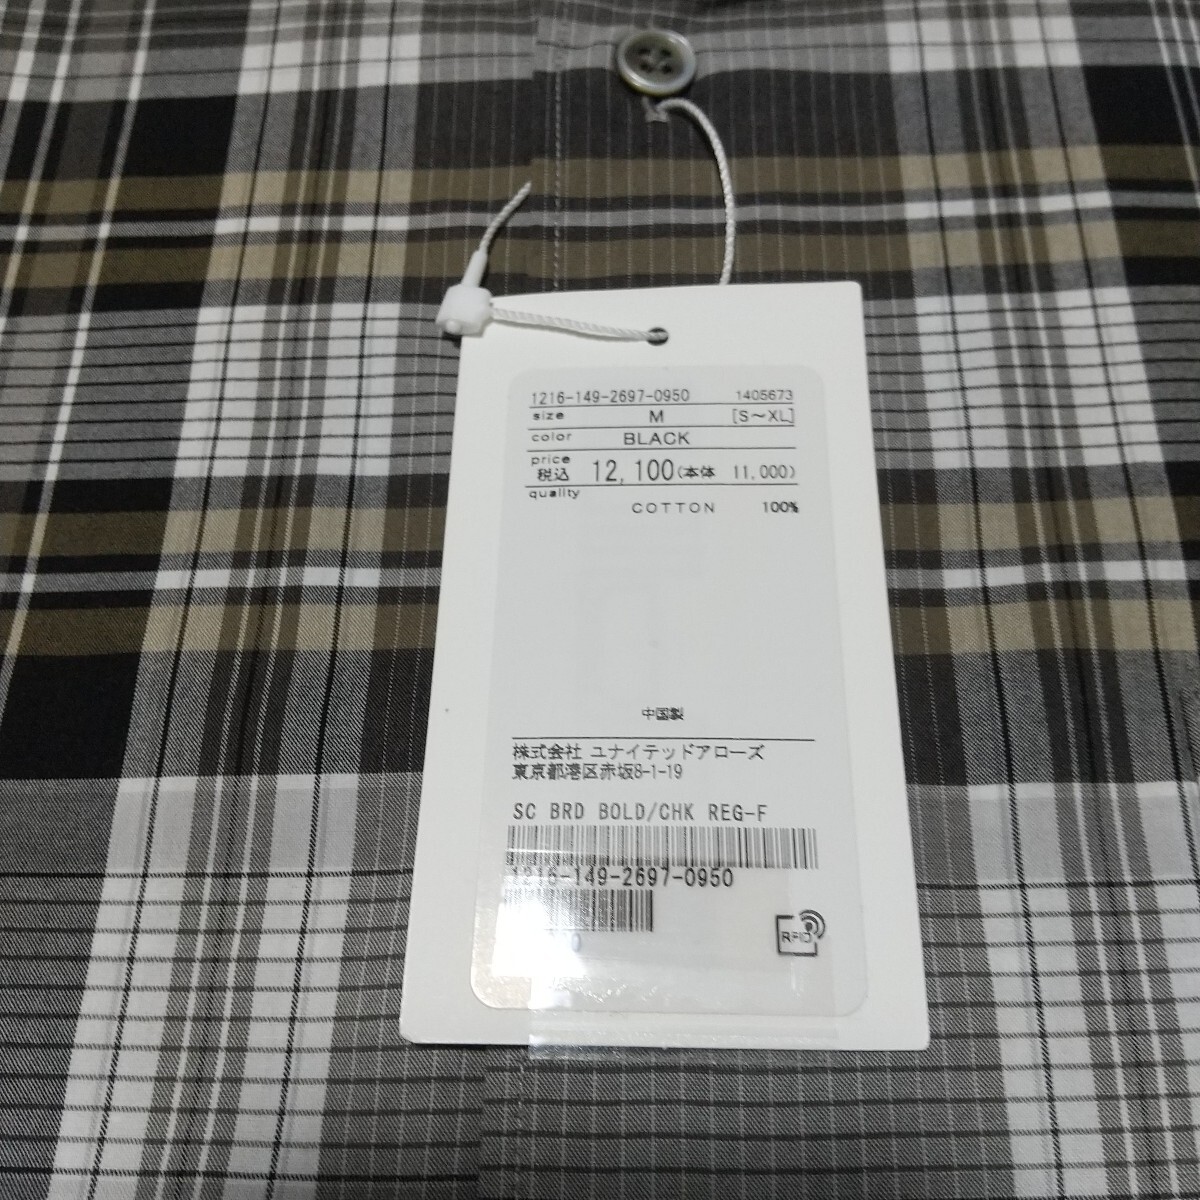 1216-149-2697-0950 1405673
size M [S～XL]
color BLACK
price
税込 12,100(本体 11,000)
quality
COTTON 100%
中国製
株式会社 ユナイテッドアローズ
東京都港区赤坂8-1-19
SC BRD BOLD/CHK REG-F
1216-149-2697-0950
RFID